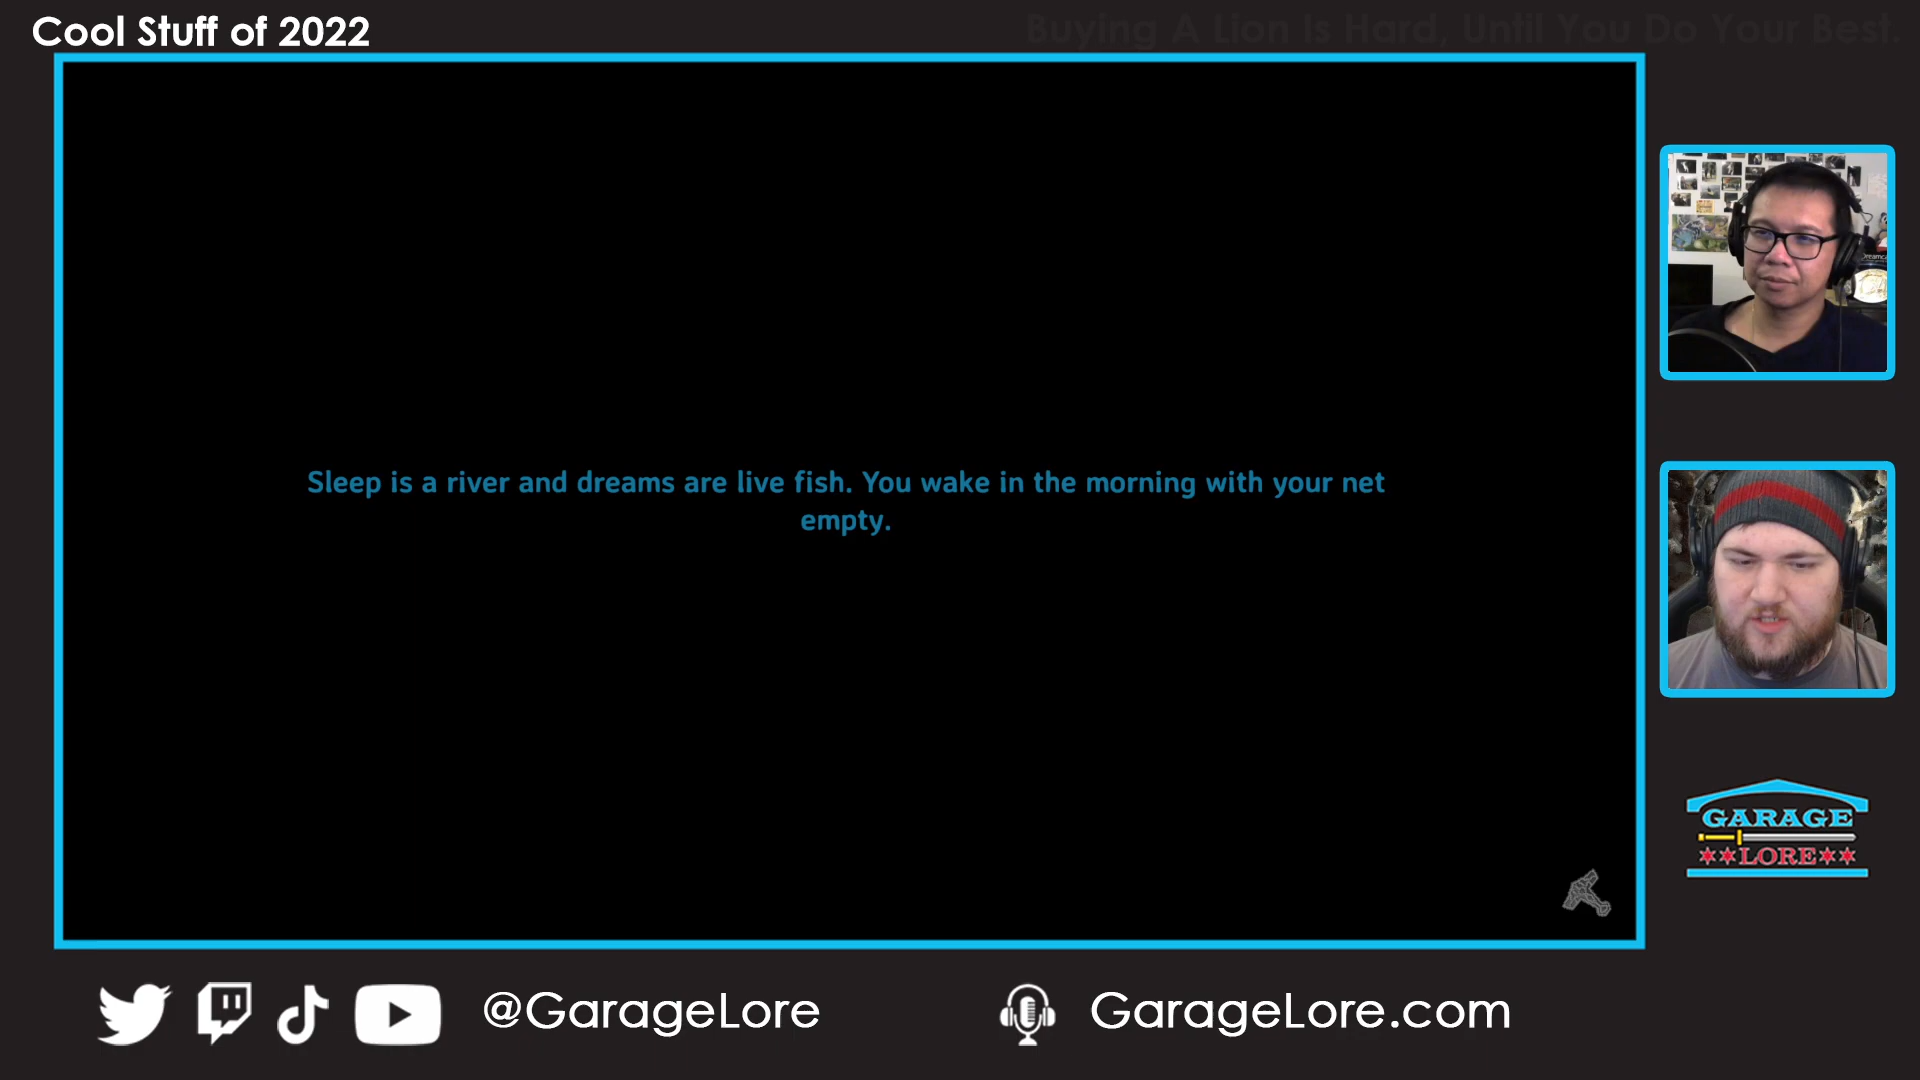 Cool Stuff of 2022
Buying A Lion Is Hard, Until You Do Your Best.
Sleep is a river and dreams are live fish. You wake in the morning with your net
empty.
GARAGE
**LORE**
@GarageLore
GarageLore.com